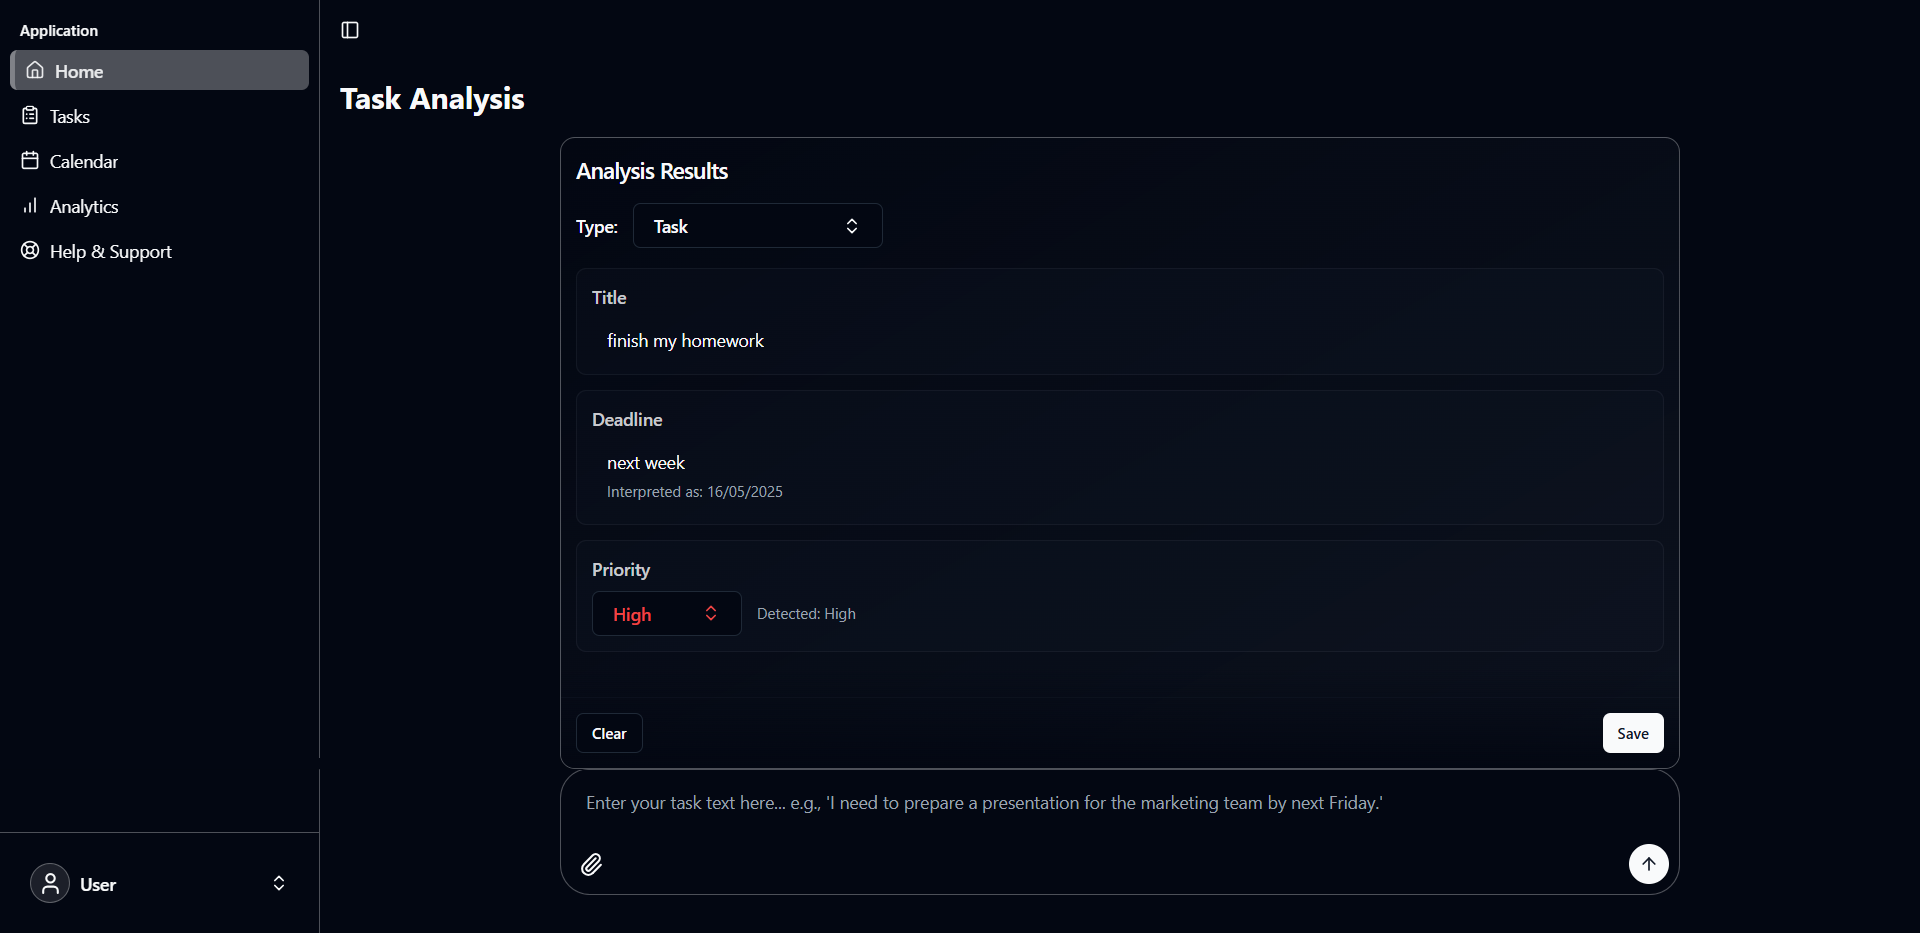 Application
Home
Tasks
Calendar
Analytics
Help & Support
User
Task Analysis
Analysis Results
Type: Task
Title
finish my homework
Deadline
next week
Interpreted as: 16/05/2025
Priority
High Detected: High
Clear Save
Enter your task text here... e.g., 'I need to prepare a presentation for the marketing team by next Friday.'